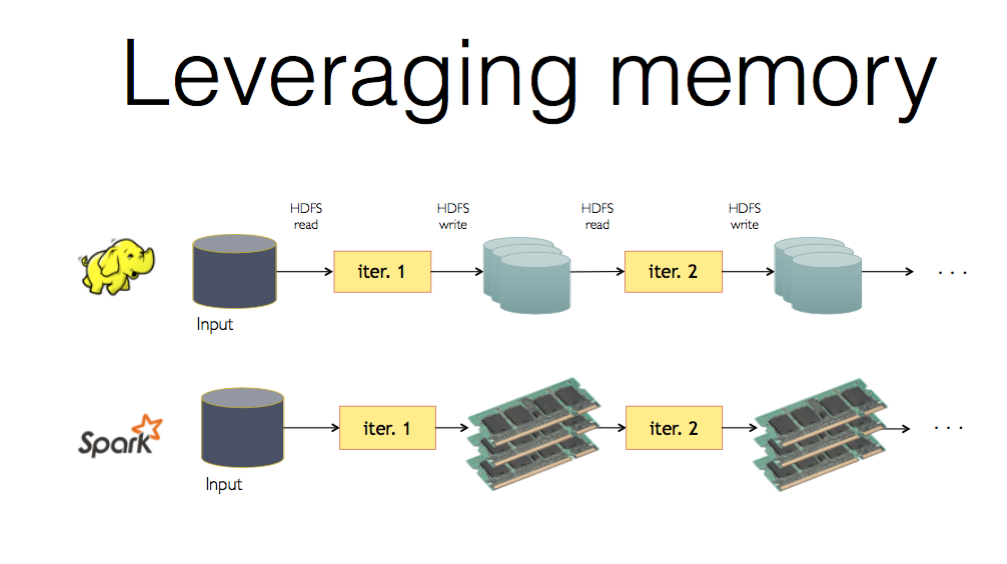 Leveraging memory
HDFS
read
HDFS
write
HDFS
read
HDFS
write
iter. 1
iter. 2
. . .
Input
Spark
iter. 1
iter. 2
. . .
Input